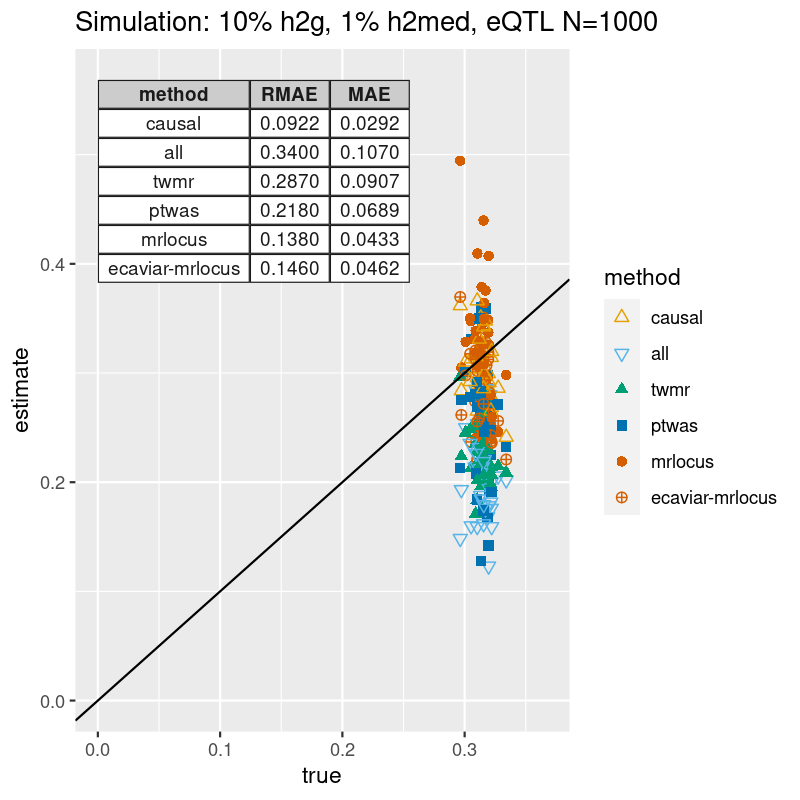 Simulation: 10% h2g, 1% h2med, eQTL N=1000
method RMAE MAE
causal 0.0922 0.0292
all 0.3400 0.1070
twmr 0.2870 0.0907
ptwas 0.2180 0.0689
mrlocus 0.1380 0.0433
ecaviar-mrlocus 0.1460 0.0462
estimate
0.4
0.2
0.0
0.0 0.1 0.2 0.3
true
method
causal
all
twmr
ptwas
mrlocus
ecaviar-mrlocus